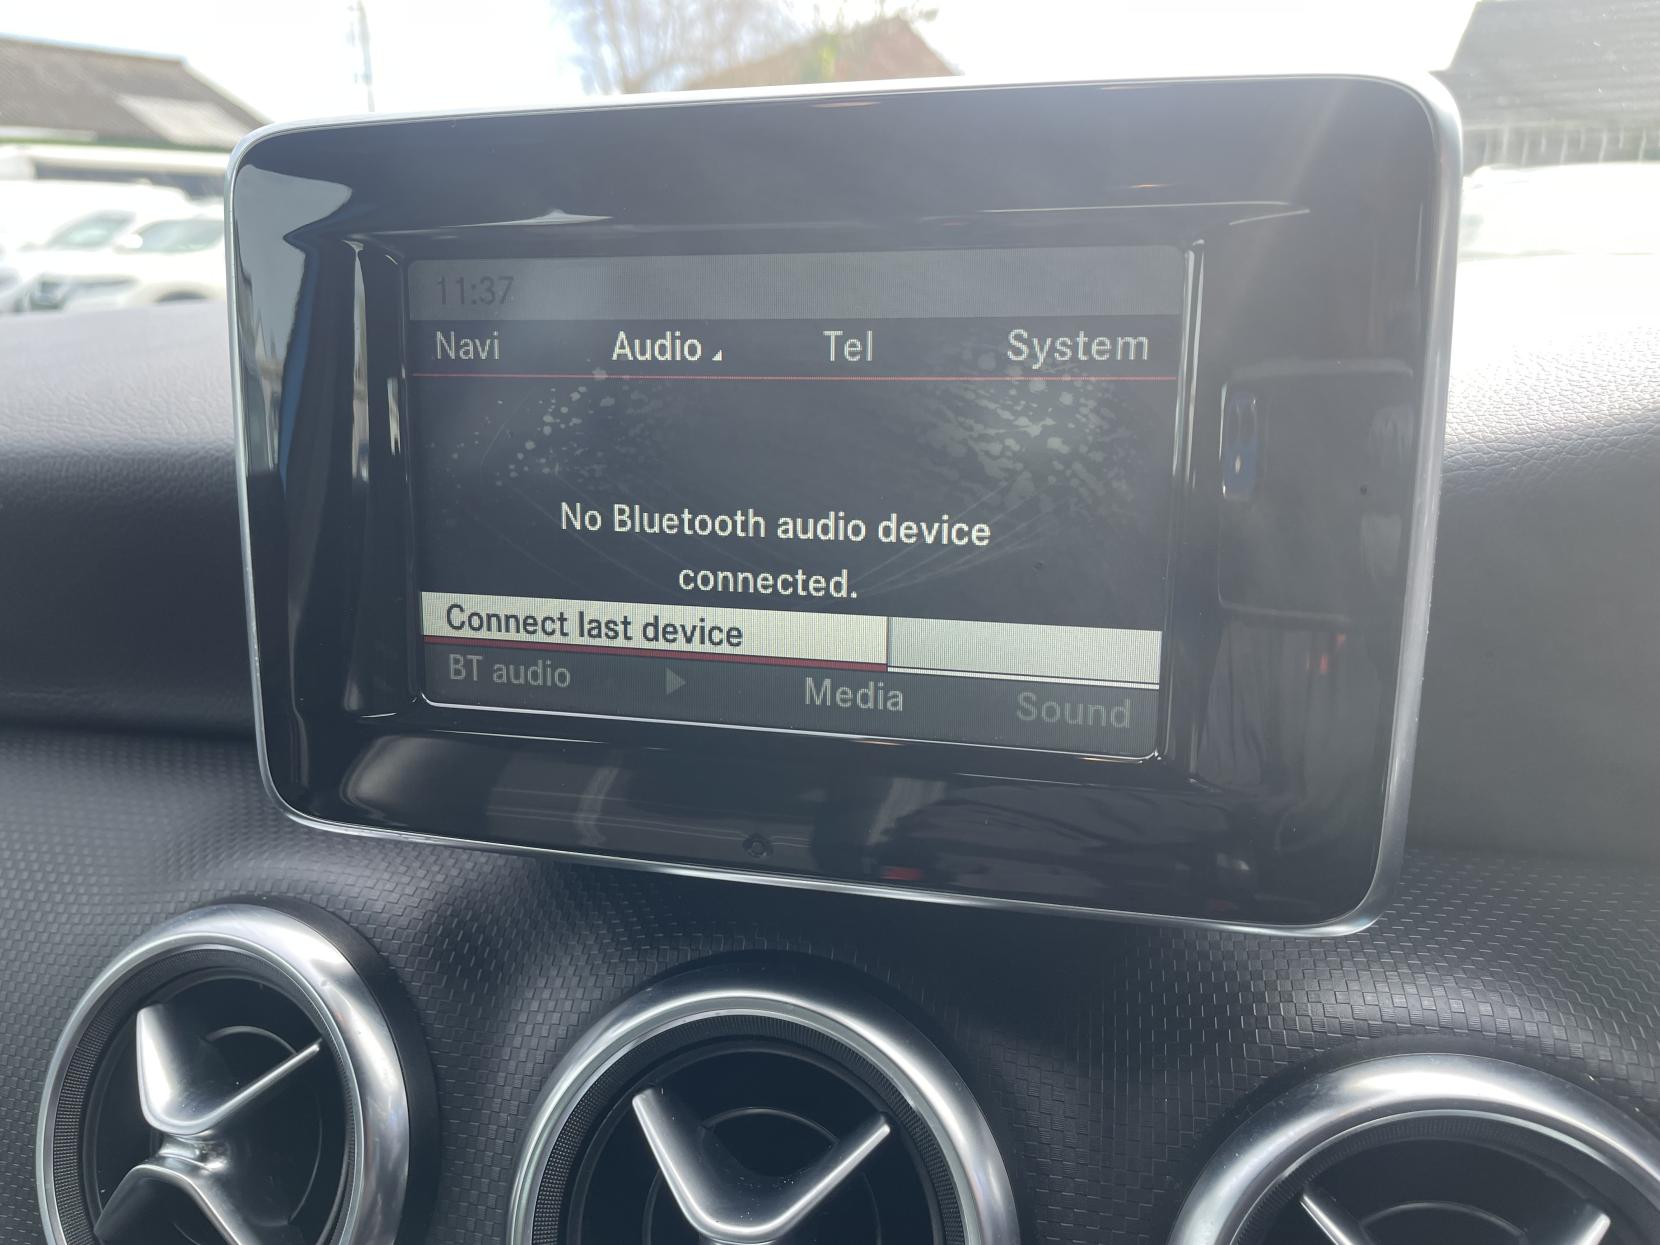 11:37
Navi Audio Tel System
No Bluetooth audio device
connected.
Connect last device
BT audio Media Sound